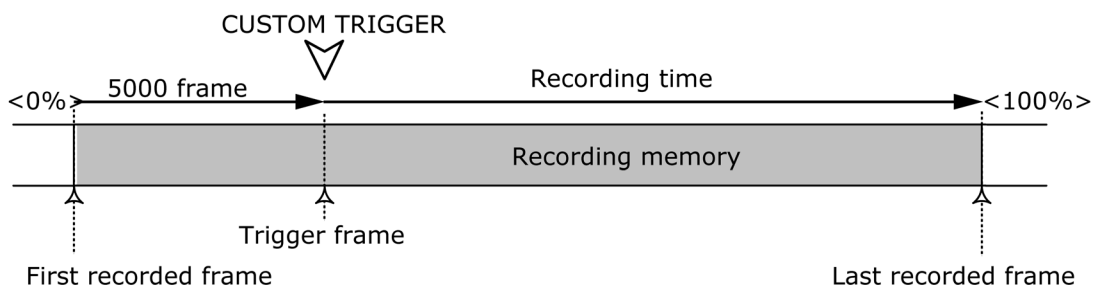 CUSTOM TRIGGER
<0%>
5000 frame
Recording time
<100%>
Recording memory
Trigger frame
First recorded frame
Last recorded frame